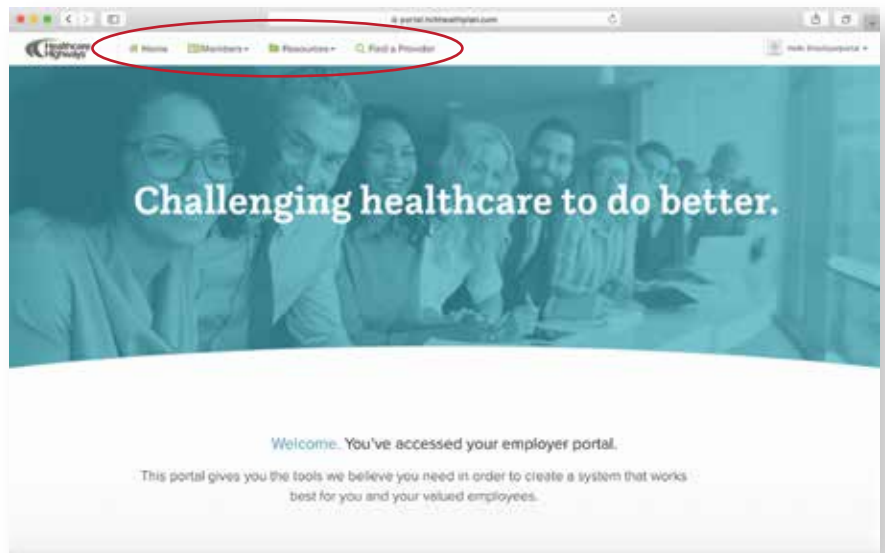 Healthcare
Highways
Home Members Resources Find a Provider
Challenging healthcare to do better.
Welcome. You've accessed your employer portal.
This portal gives you the tools we believe you need in order to create a system that works
best for you and your valued employees.